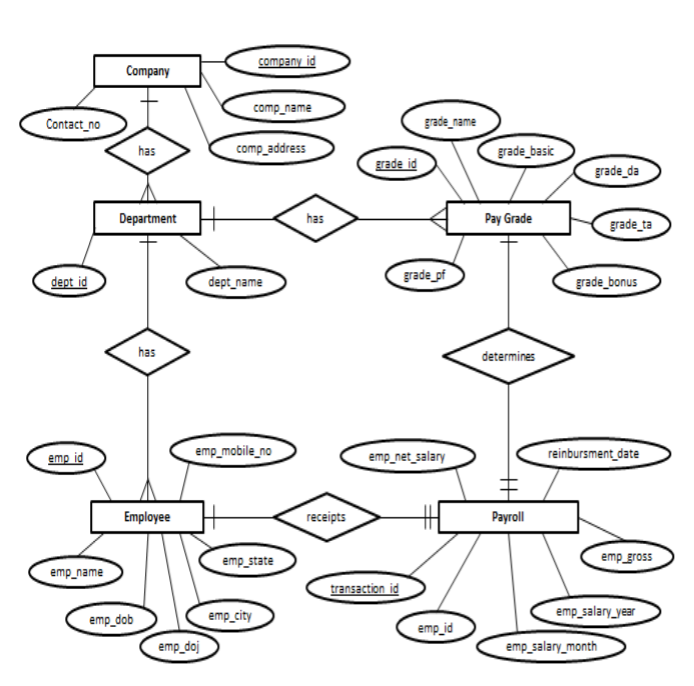 Company
company_id
Contact_no
comp_name
comp_address
has
grade_name
grade_id
grade_basic
grade_da
Department
has
Pay Grade
grade_ta
dept_id
dept_name
grade_pf
grade_bonus
has
determines
emp_id
emp_mobile_no
emp_net_salary
reinbursment_date
Employee
receipts
Payroll
emp_name
emp_state
emp_gross
transaction_id
emp_dob
emp_city
emp_id
emp_salary_year
emp_doj
emp_salary_month